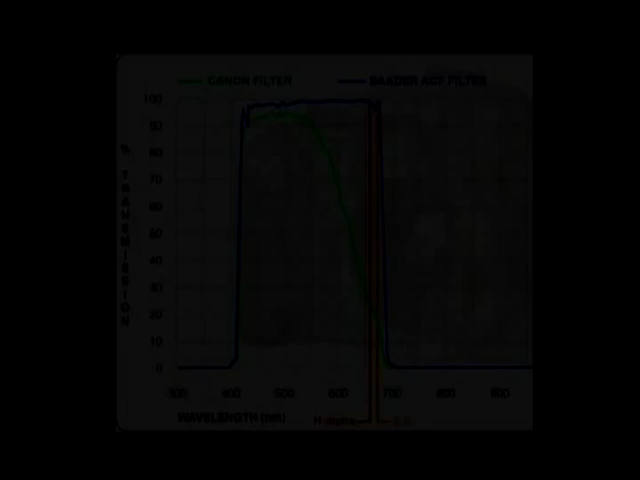 CANON FILTER BAADER ACF FILTER
% TRANSMISSION
100
90
80
70
60
50
40
30
20
10
0
300 400 500 600 700 800 900
WAVELENGTH (nm) H-alpha S II